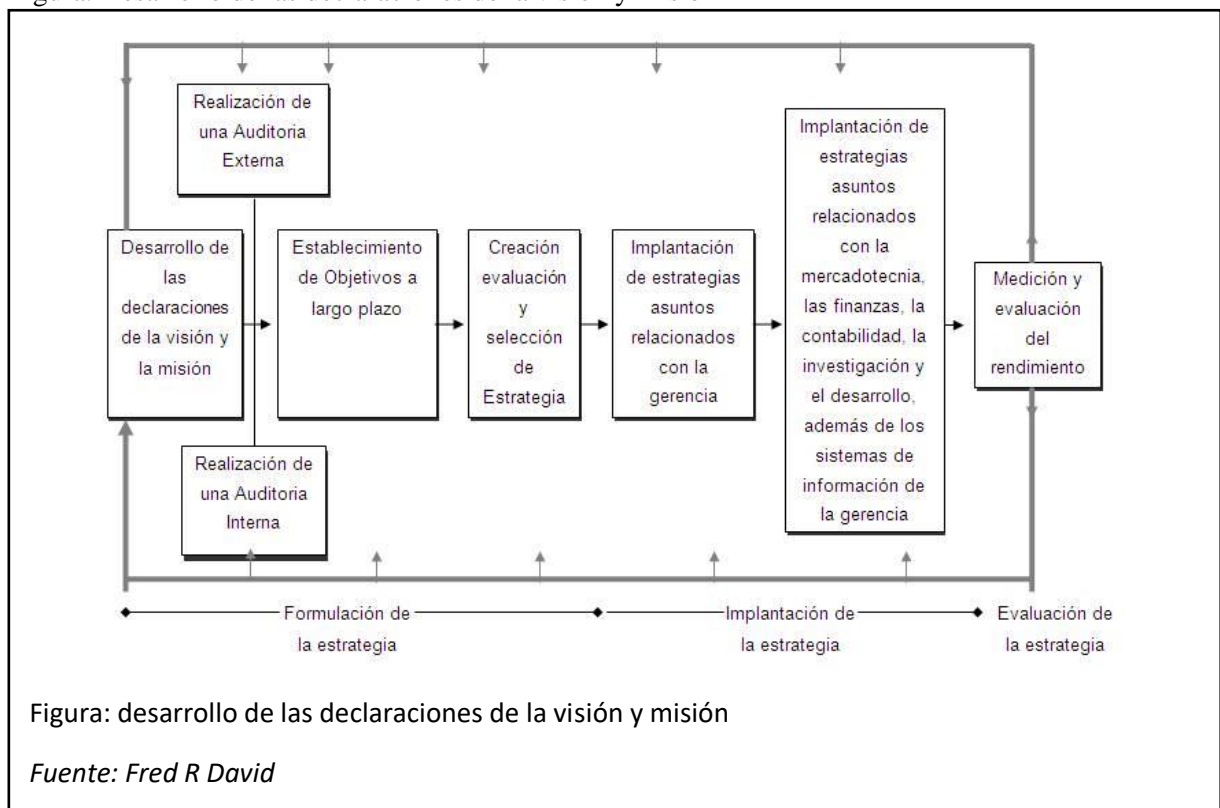 Realización de
una Auditoria
Externa
Desarrollo de
las
declaraciones
de la visión y
la misión
Realización de
una Auditoria
Interna
Establecimiento
de Objetivos a
largo plazo
Creación
evaluación
y
selección
de
Estrategia
Implantación
de estrategias
asuntos
relacionados
con la
gerencia
Implantación de
estrategias
asuntos
relacionados
con la
mercadotecnia,
las finanzas, la
contabilidad, la
investigación y
el desarrollo,
además de los
sistemas de
información de
la gerencia
Medición y
evaluación
del
rendimiento
Formulación de
la estrategia
Implantación de
la estrategia
Evaluación de
la estrategia
Figura: desarrollo de las declaraciones de la visión y misión
Fuente: Fred R David